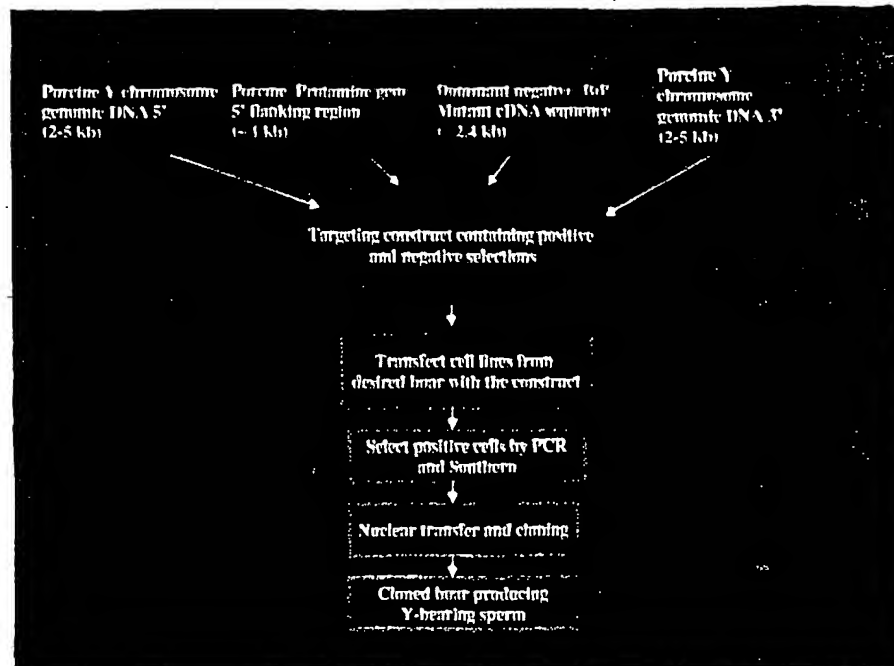 Porcine Y chromosome
genomic DNA 5'
(2-5 kb)
Porcine Protamine gene
5' flanking region
Dominant negative
Mutant cDNA sequence
2.4 kb)
Porcine Y
chromosome
genomic DNA 3'
(2-5 kb)
Targeting construct containing positive
and negative selections
Transfect cell lines from
desired boar with the construct
Select positive cells by PCR
and Southern
Nuclear transfer and cloning
Cloned boar producing
Y-bearing sperm